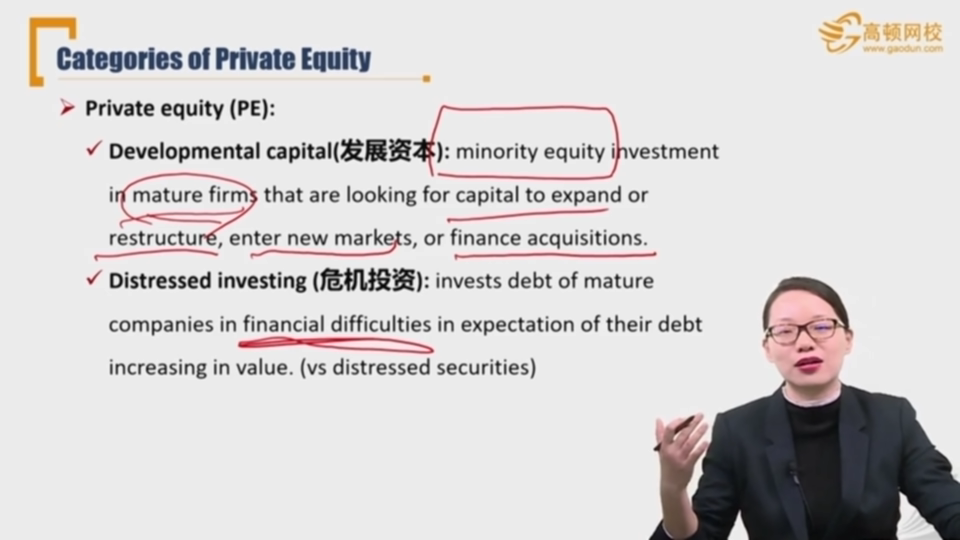 高顿网校
www.gaodun.com
Categories of Private Equity
Private equity (PE):
Developmental capital(发展资本): minority equity investment
in mature firms that are looking for capital to expand or
restructure, enter new markets, or finance acquisitions.
Distressed investing (危机投资): invests debt of mature
companies in financial difficulties in expectation of their debt
increasing in value. (vs distressed securities)